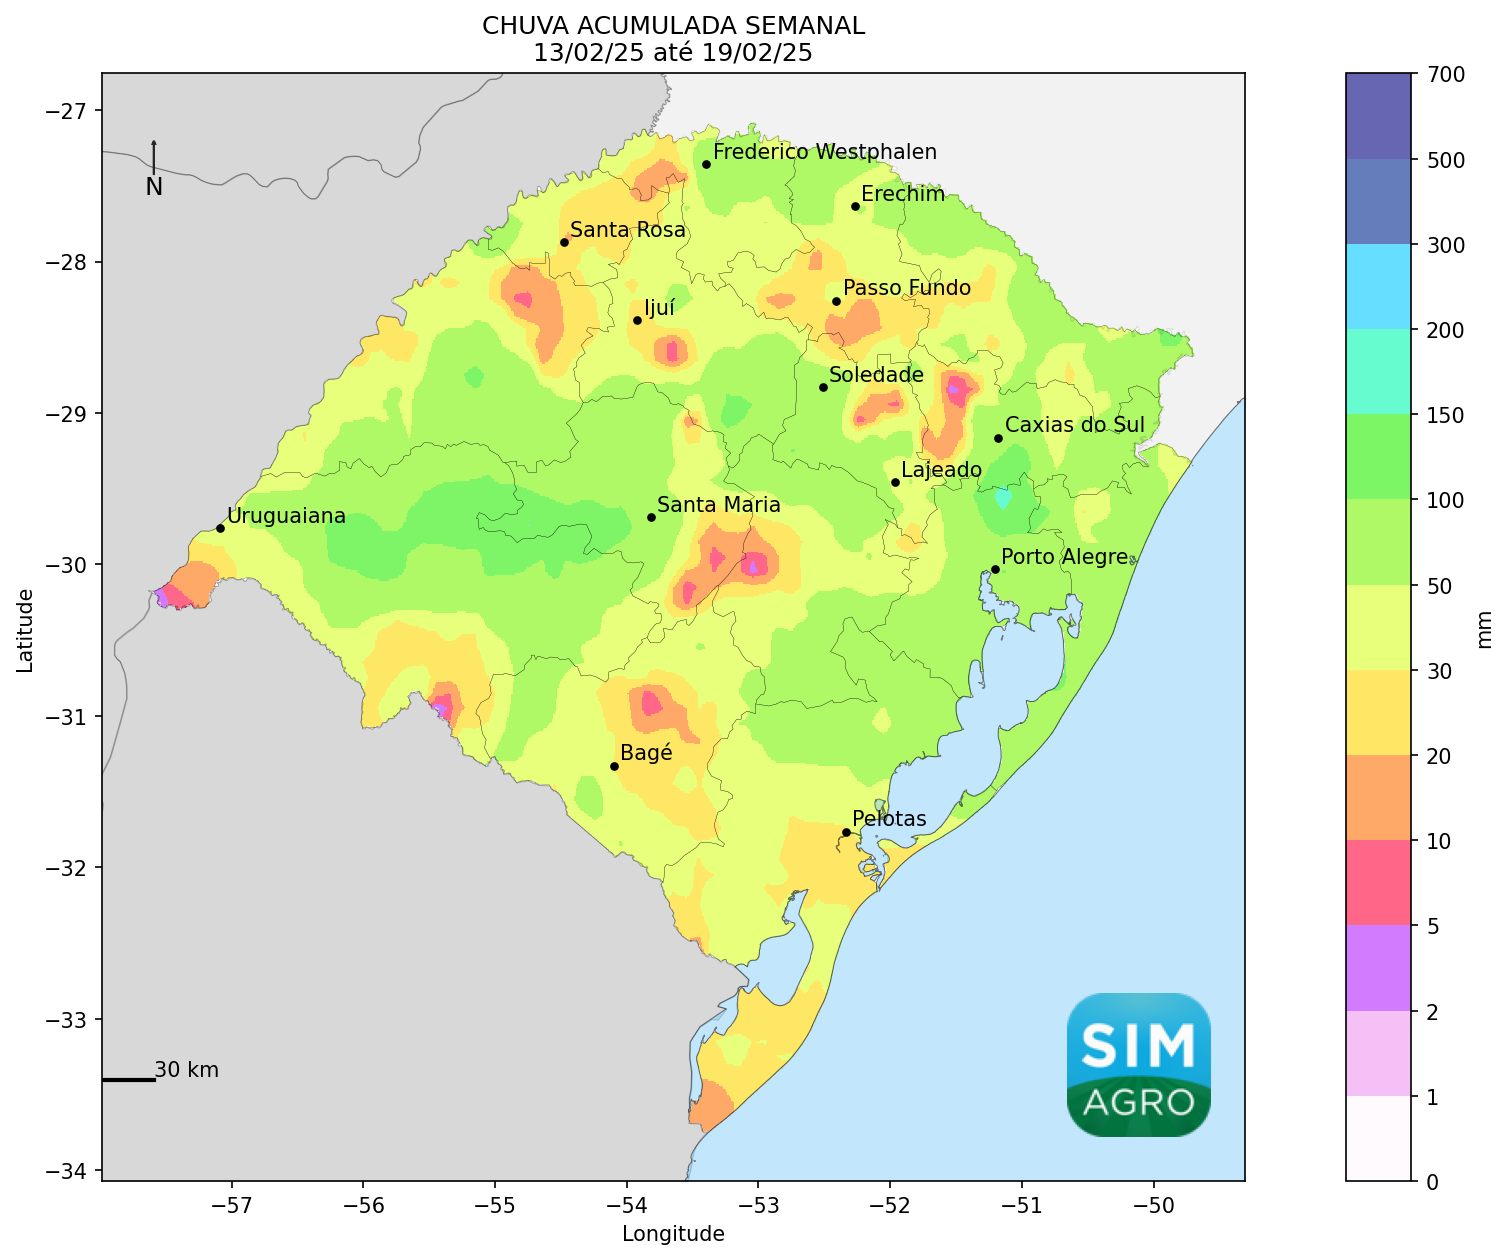 CHUVA ACUMULADA SEMANAL
13/02/25 até 19/02/25
−27
−28
−29
−30
−31
−32
−33
−34
Latitude
N
Frederico Westphalen
Erechim
Santa Rosa
Passo Fundo
Ijuí
Soledade
Caxias do Sul
Lajeado
Santa Maria
Uruguaiana
Porto Alegre
Bagé
Pelotas
30 km
SIM
AGRO
−57
−56
−55
−54
−53
−52
−51
−50
Longitude
700
500
300
200
150
100
50
30
20
10
5
2
1
0
mm